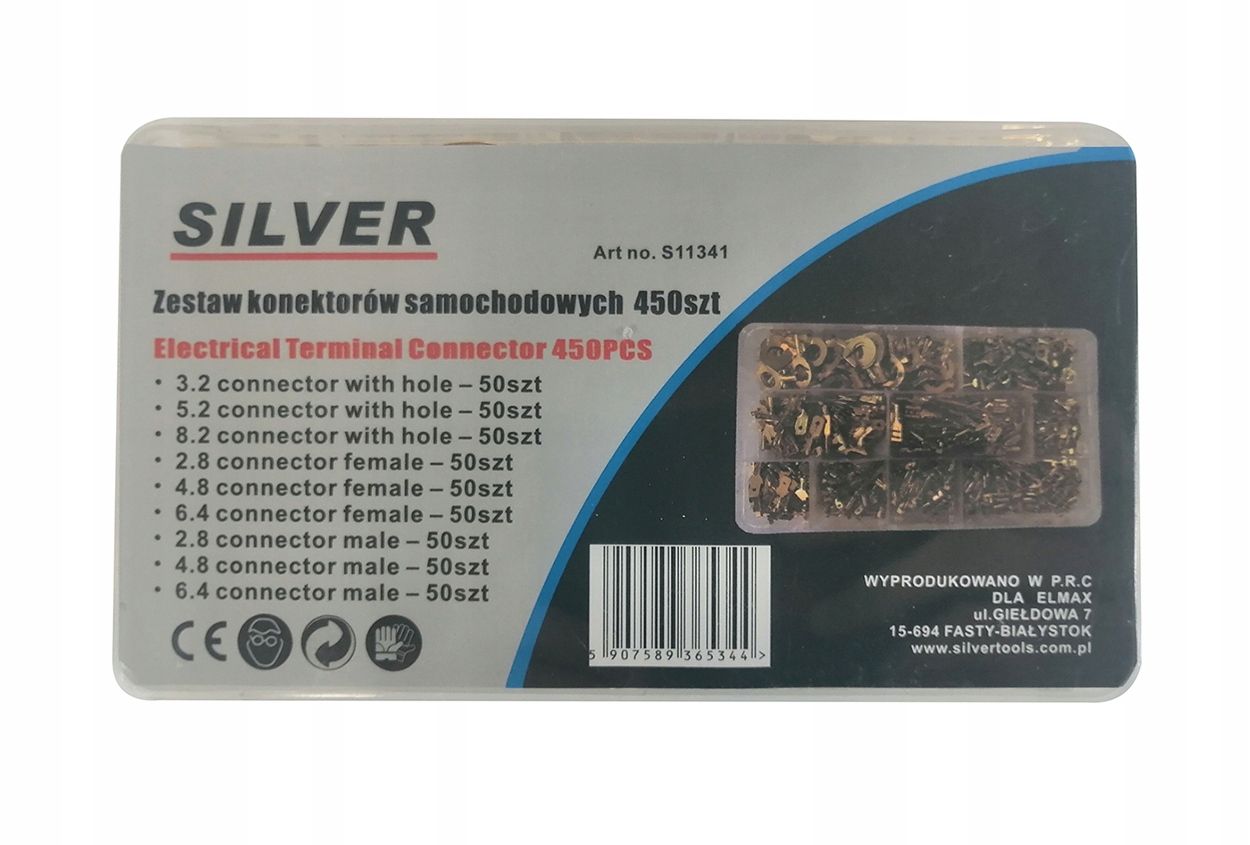 SILVER
Art no. S11341
Zestaw konektorów samochodowych 450szt
Electrical Terminal Connector 450PCS
• 3.2 connector with hole – 50szt
• 5.2 connector with hole – 50szt
• 8.2 connector with hole – 50szt
• 2.8 connector female – 50szt
• 4.8 connector female – 50szt
• 6.4 connector female – 50szt
• 2.8 connector male – 50szt
• 4.8 connector male – 50szt
• 6.4 connector male – 50szt
CE
5 907589 365344 >
WYPRODUKOWANO W P.R.C
DLA ELMAX
ul.GIEŁDOWA 7
15-694 FASTY-BIAŁYSTOK
www.silvertools.com.pl